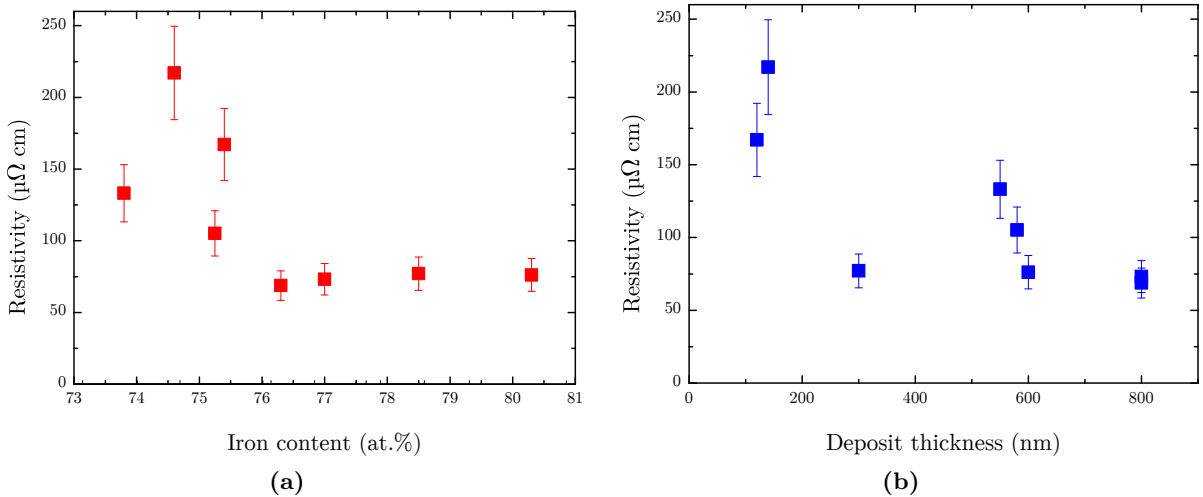 250
200
150
100
50
0
Resistivity (μΩ cm)
73 74 75 76 77 78 79 80 81
Iron content (at.%)
(a)
250
200
150
100
50
0
Resistivity (μΩ cm)
0 200 400 600 800
Deposit thickness (nm)
(b)